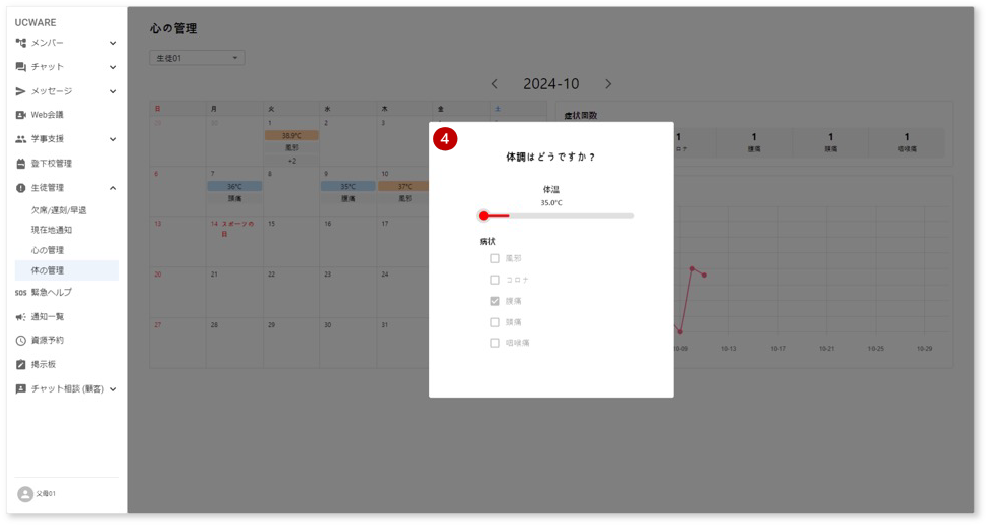 UCWARE
メンバー
チャット
メッセージ
Web会議
学事支援
登下校管理
生徒管理
欠席/遅刻/早退
現在地通知
心の管理
体の管理
SOS 緊急ヘルプ
通知一覧
資源予約
掲示板
チャット相談 (顧客)
父母01
心の管理
生徒01
2024-10
日 月 火 水 木 金 土
29 30 1 2 3
38.9°C
風邪
+2
6 7 8 9 10
36°C 35°C 37°C
頭痛 腹痛 風邪
13 14 スポーツの日 15 16 17
20 21 22 23 24
27 28 29 30 31
症状回数
1 1 1 1
コロナ 腹痛 頭痛 咽喉痛
10-09 10-13 10-17 10-21 10-25 10-29
4
体調はどうですか？
体温
35.0°C
病状
風邪
コロナ
腹痛
頭痛
咽喉痛